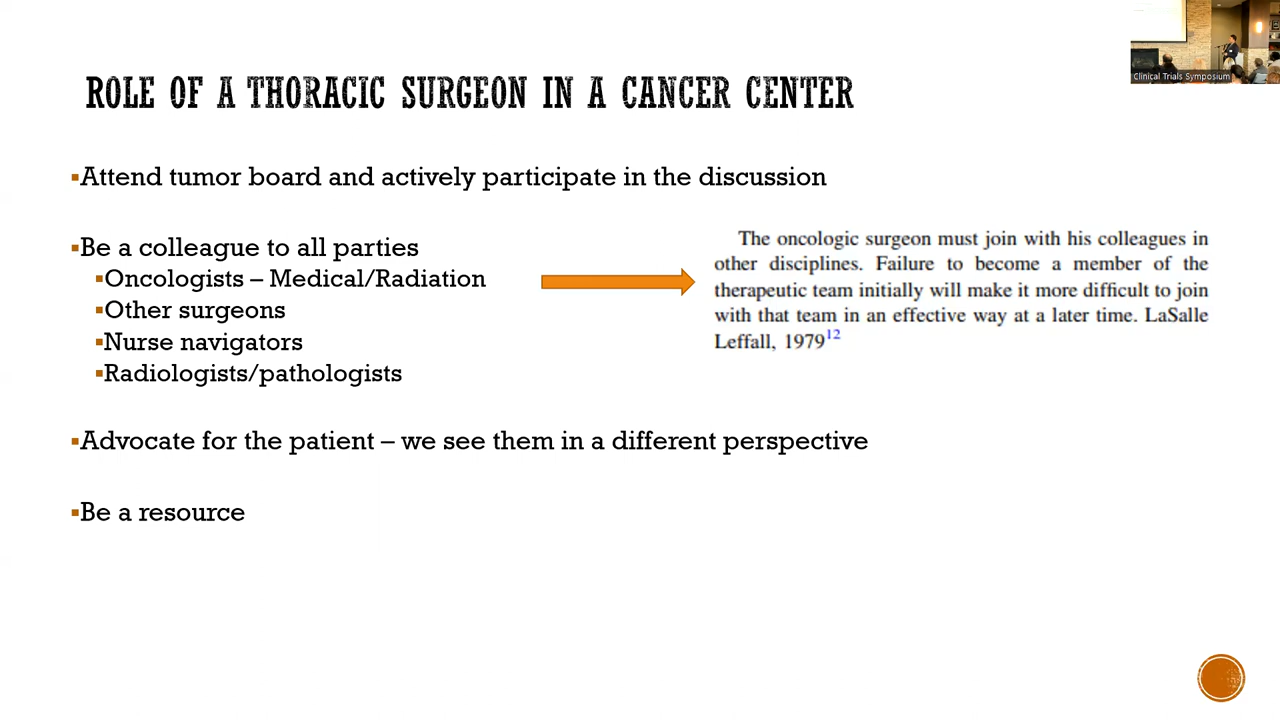 Clinical Trials Symposium
ROLE OF A THORACIC SURGEON IN A CANCER CENTER
▪Attend tumor board and actively participate in the discussion
▪Be a colleague to all parties
▪Oncologists – Medical/Radiation
▪Other surgeons
▪Nurse navigators
▪Radiologists/pathologists
The oncologic surgeon must join with his colleagues in
other disciplines. Failure to become a member of the
therapeutic team initially will make it more difficult to join
with that team in an effective way at a later time. LaSalle
Leffall, 1979¹²
▪Advocate for the patient – we see them in a different perspective
▪Be a resource